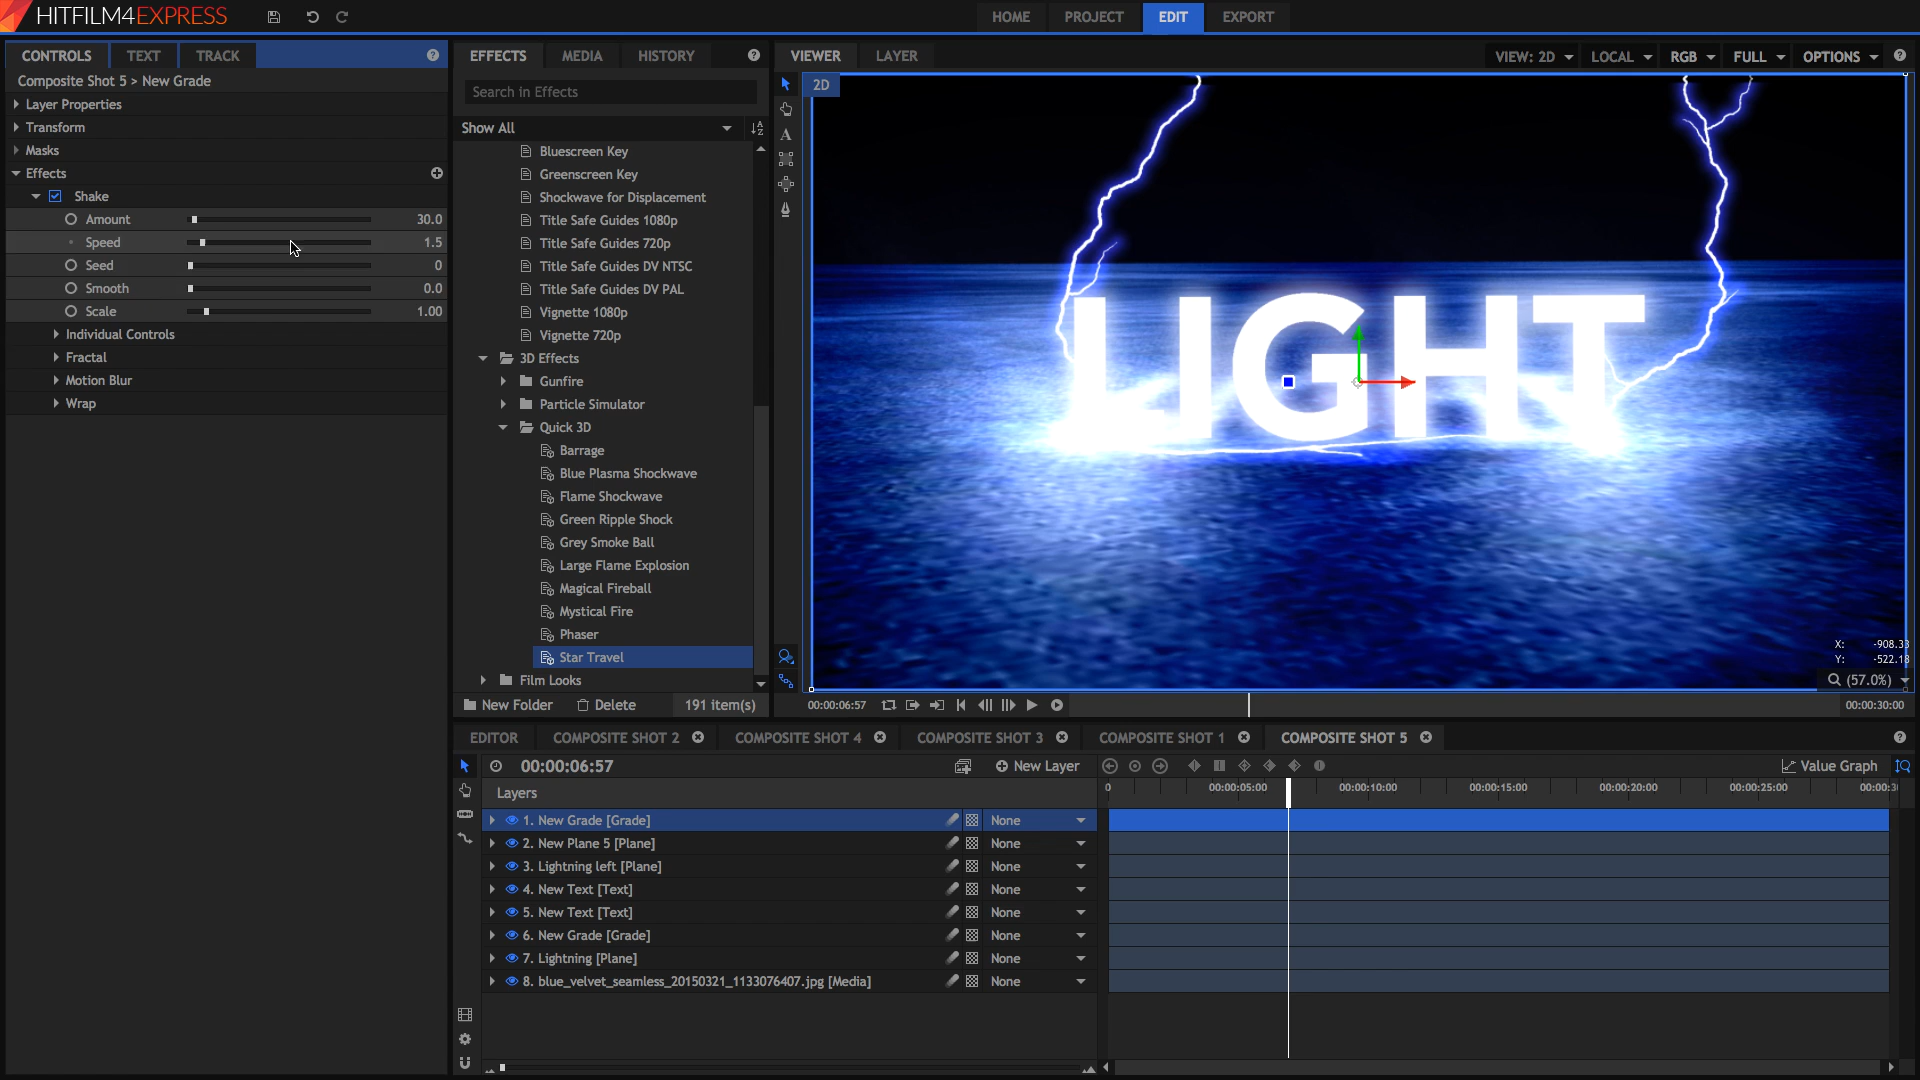 HITFILM4EXPRESS
HOME PROJECT EDIT EXPORT
CONTROLS TEXT TRACK
Composite Shot 5 > New Grade
Layer Properties
Transform
Masks
Effects
Shake
Amount 30.0
Speed 1.5
Seed 0
Smooth 0.0
Scale 1.00
Individual Controls
Fractal
Motion Blur
Wrap
EFFECTS MEDIA HISTORY
Search in Effects
Show All
Bluescreen Key
Greenscreen Key
Shockwave for Displacement
Title Safe Guides 1080p
Title Safe Guides 720p
Title Safe Guides DV NTSC
Title Safe Guides DV PAL
Vignette 1080p
Vignette 720p
3D Effects
Gunfire
Particle Simulator
Quick 3D
Barrage
Blue Plasma Shockwave
Flame Shockwave
Green Ripple Shock
Grey Smoke Ball
Large Flame Explosion
Magical Fireball
Mystical Fire
Phaser
Star Travel
Film Looks
New Folder Delete 191 item(s)
VIEWER LAYER
VIEW: 2D LOCAL RGB FULL OPTIONS
2D
LIGHT
X: -908.33
Y: -522.18
(57.0%)
00:00:06:57 00:00:30:00
EDITOR COMPOSITE SHOT 2 COMPOSITE SHOT 4 COMPOSITE SHOT 3 COMPOSITE SHOT 1 COMPOSITE SHOT 5
00:00:06:57 New Layer Value Graph
Layers
0 00:00:05:00 00:00:10:00 00:00:15:00 00:00:20:00 00:00:25:00 00:00:3
1. New Grade [Grade] None
2. New Plane 5 [Plane] None
3. Lightning left [Plane] None
4. New Text [Text] None
5. New Text [Text] None
6. New Grade [Grade] None
7. Lightning [Plane] None
8. blue_velvet_seamless_20150321_1133076407.jpg [Media] None